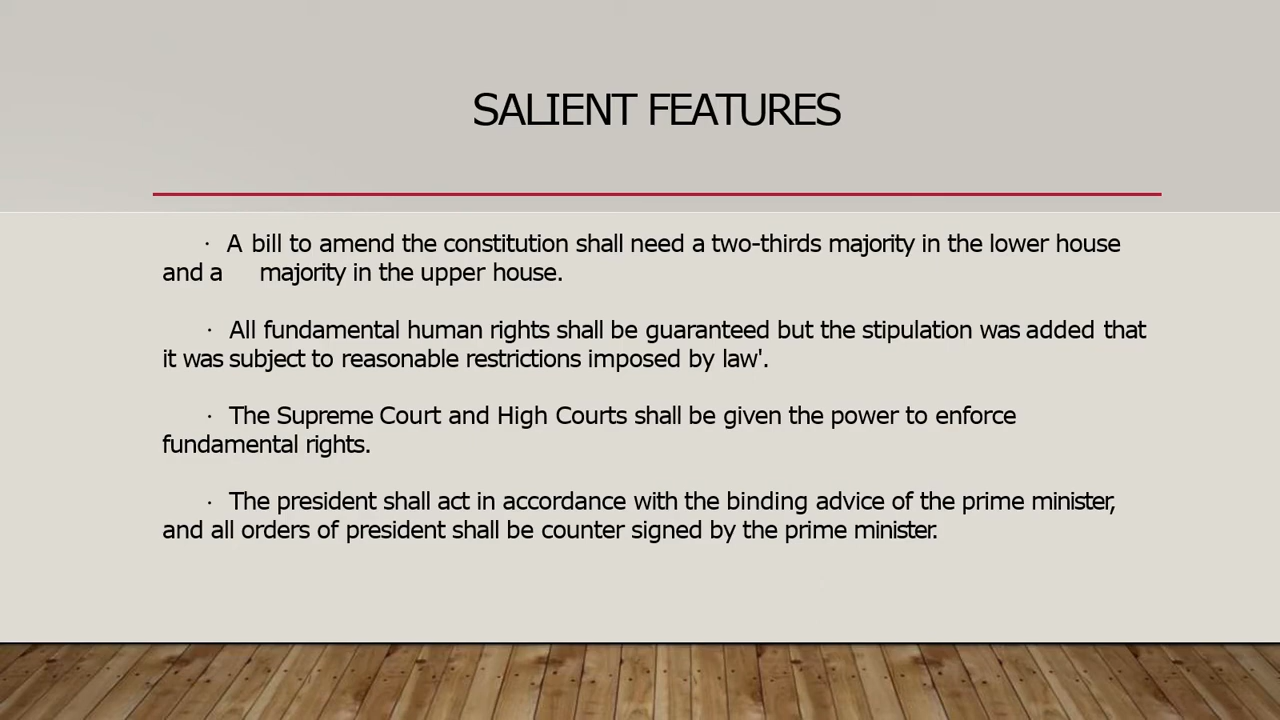 SALIENT FEATURES
· A bill to amend the constitution shall need a two-thirds majority in the lower house
and a majority in the upper house.
· All fundamental human rights shall be guaranteed but the stipulation was added that
it was subject to reasonable restrictions imposed by law'.
· The Supreme Court and High Courts shall be given the power to enforce
fundamental rights.
· The president shall act in accordance with the binding advice of the prime minister,
and all orders of president shall be counter signed by the prime minister.